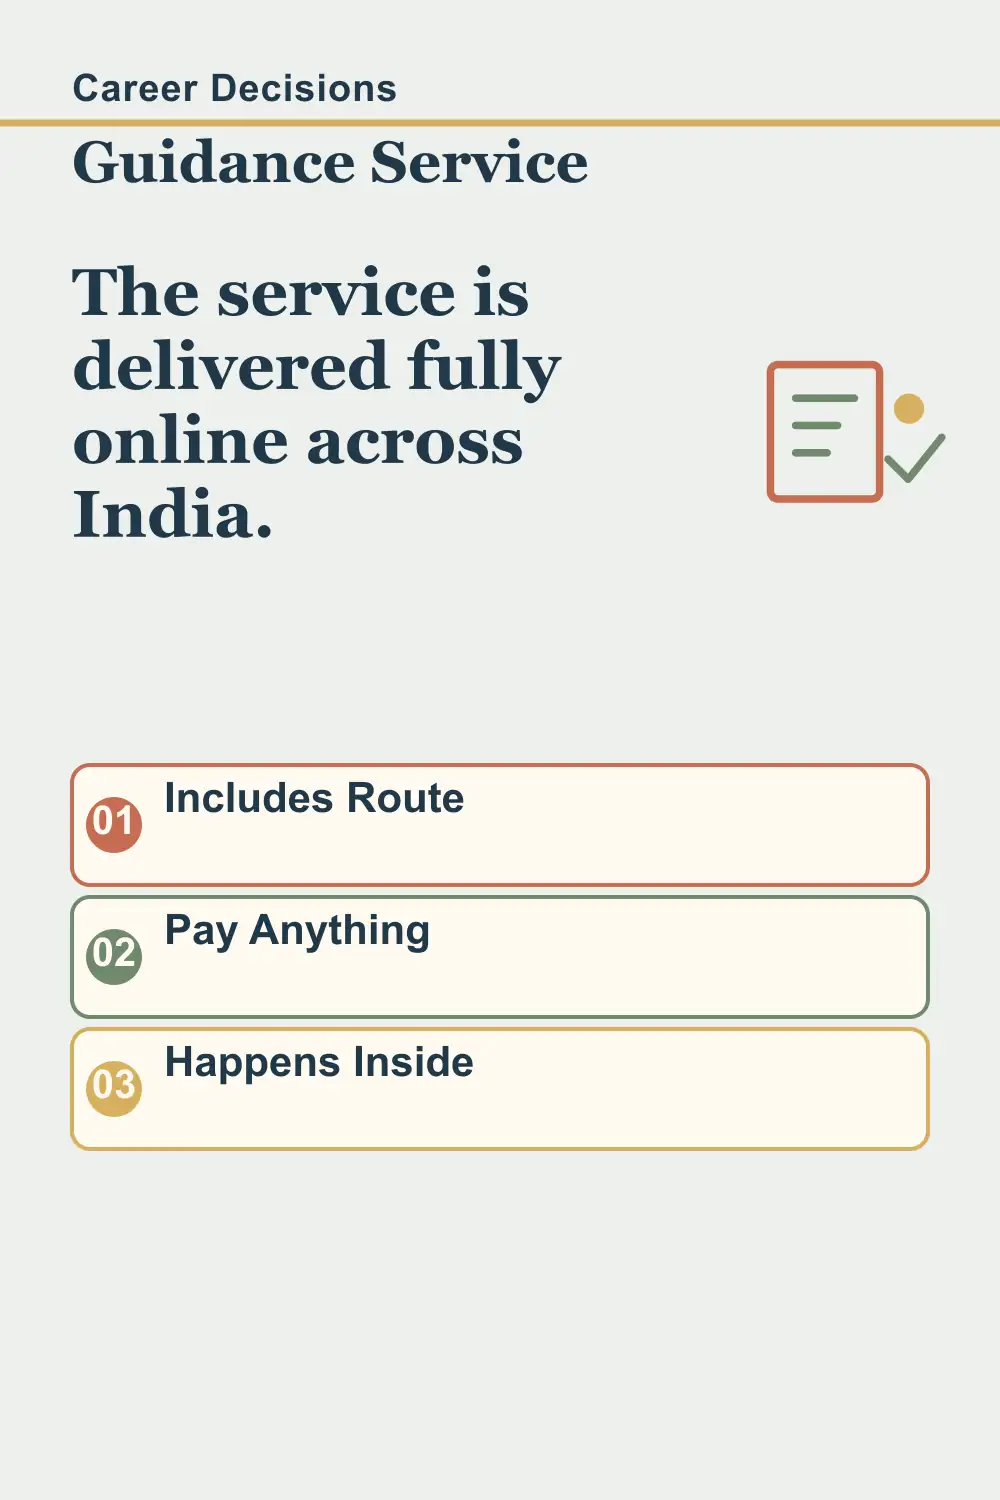 Career Decisions
Guidance Service
The service is
delivered fully
online across
India.
01 Includes Route
02 Pay Anything
03 Happens Inside